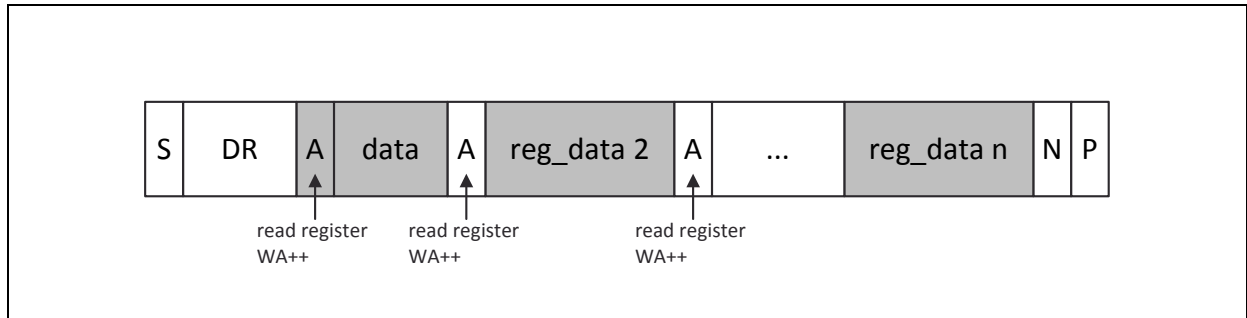 S DR A data A reg_data 2 A ... reg_data n N P
read register read register read register
WA++ WA++ WA++